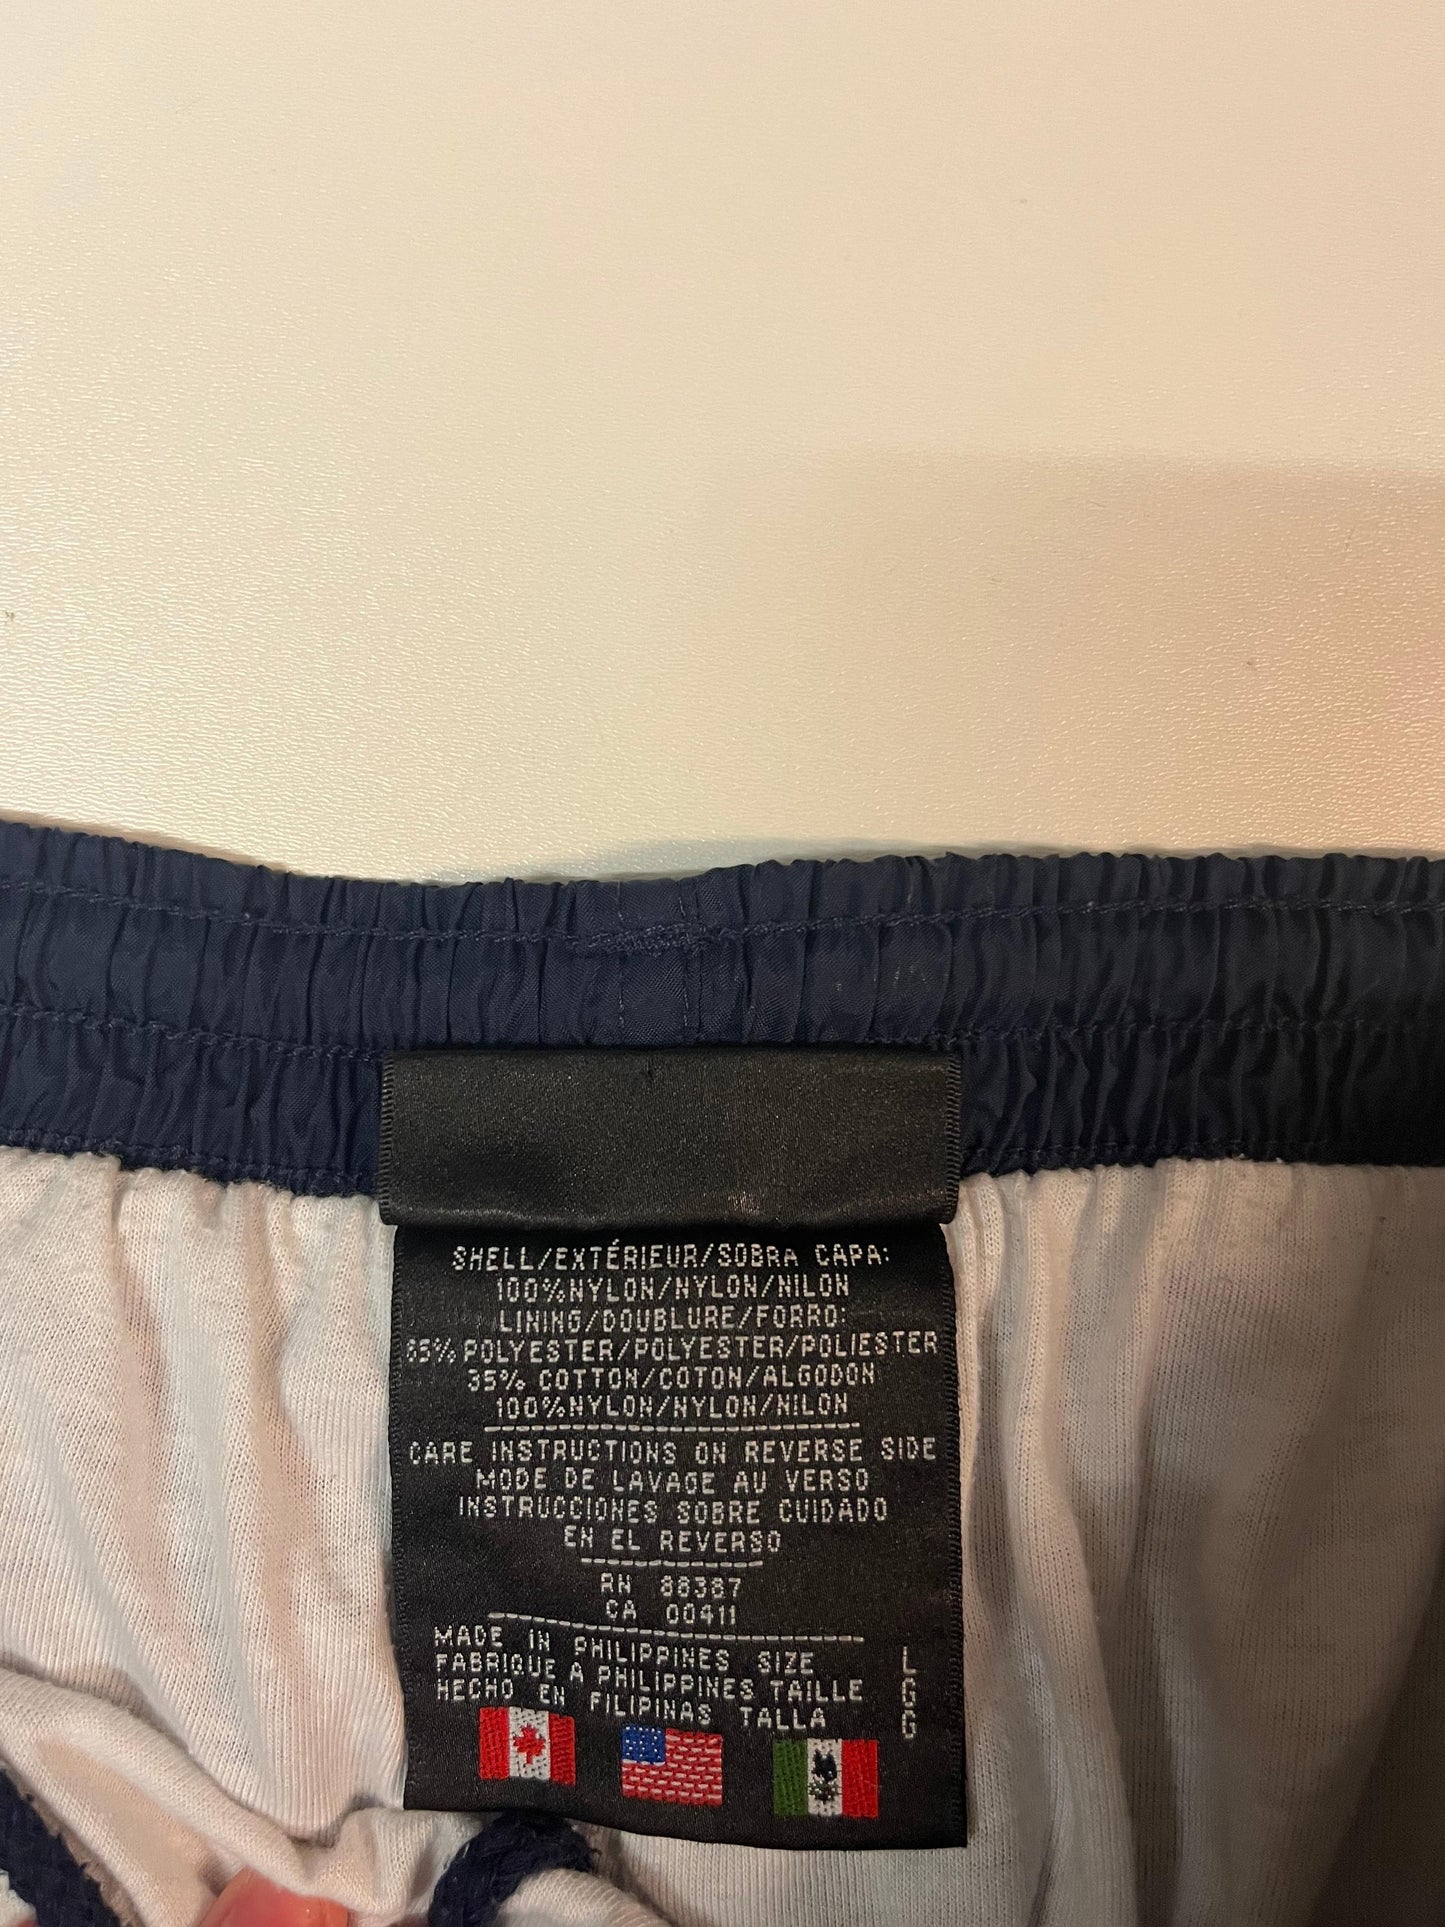 SHELL/EXTÉRIEUR/SOBRA CAPA:
100%NYLON/NYLON/NILON
LINING/DOUBLURE/FORRO:
65% POLYESTER/POLYESTER/POLIESTER
35% COTTON/COTON/ALGODON
100%NYLON/NYLON/NILON
CARE INSTRUCTIONS ON REVERSE SIDE
MODE DE LAVAGE AU VERSO
INSTRUCCIONES SOBRE CUIDADO
EN EL REVERSO
RN 88387
CA 00411
MADE IN PHILIPPINES SIZE L
FABRIQUE A PHILIPPINES TAILLE G
HECHO EN FILIPINAS TALLA G